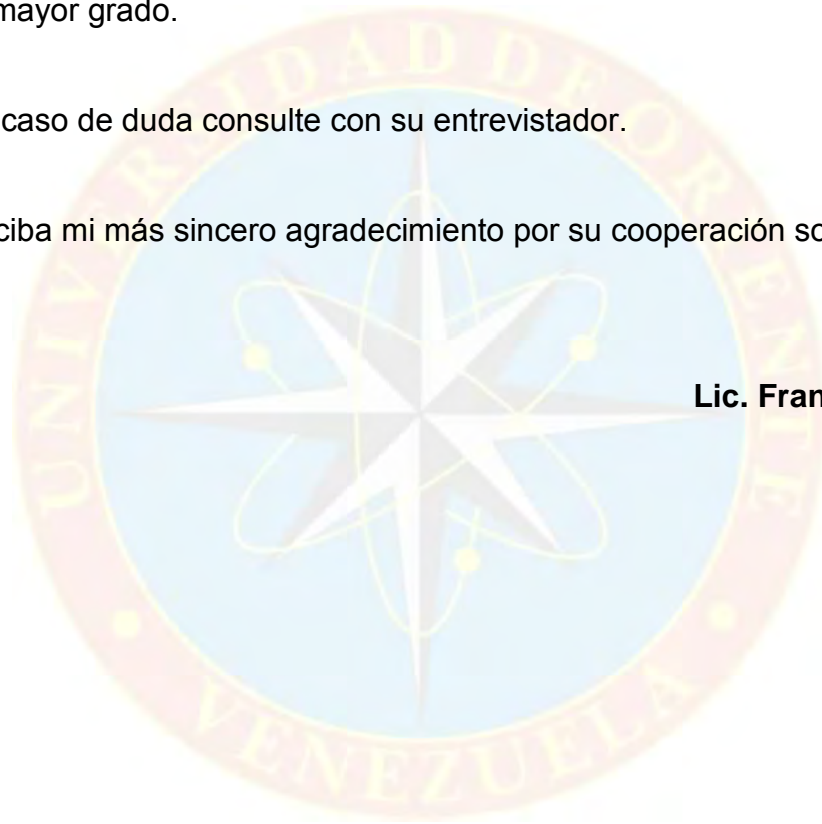 mayor grado.
caso de duda consulte con su entrevistador.
ciba mi más sincero agradecimiento por su cooperación so
Lic. Fran
UNIVERSIDAD DE ORIENTE
VENEZUELA